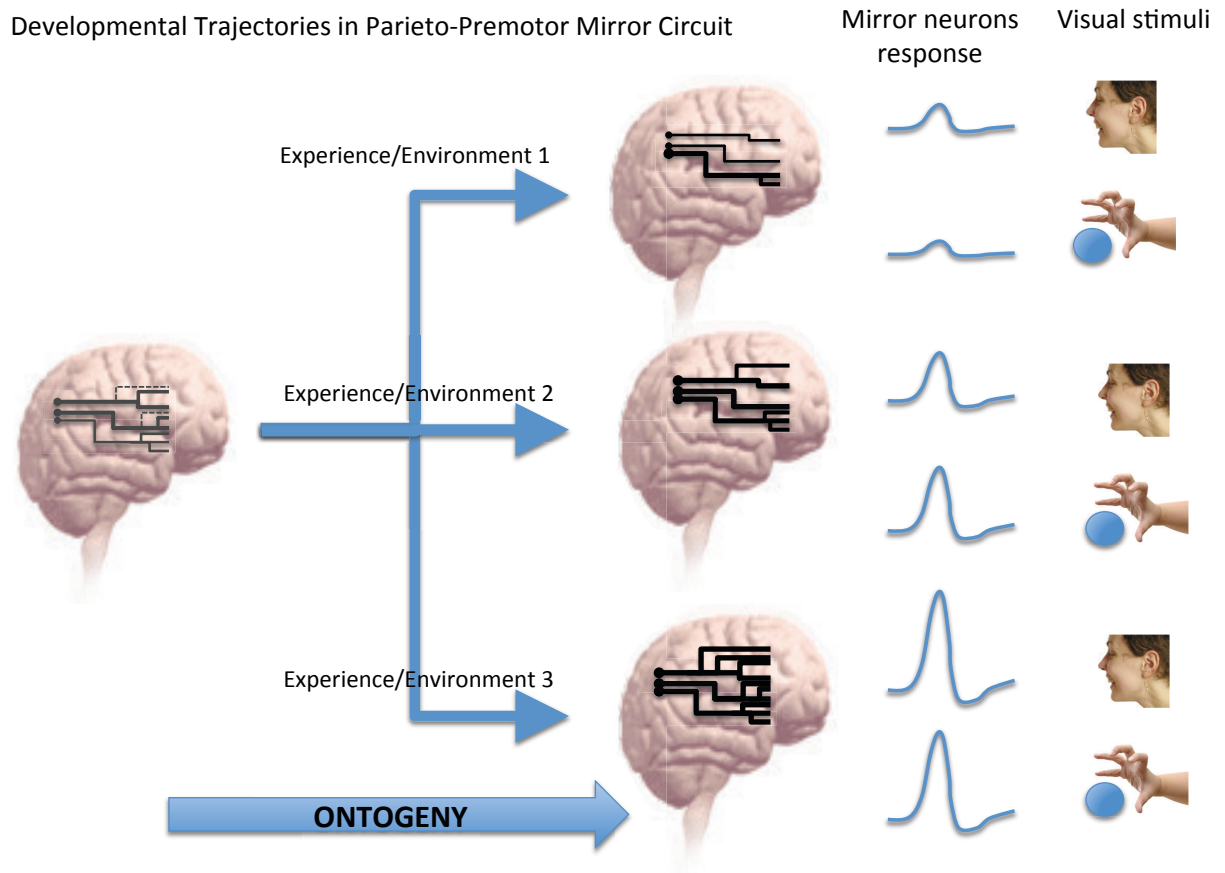 Developmental Trajectories in Parieto-Premotor Mirror Circuit
Mirror neurons
response
Visual stimuli
Experience/Environment 1
Experience/Environment 2
Experience/Environment 3
ONTOGENY